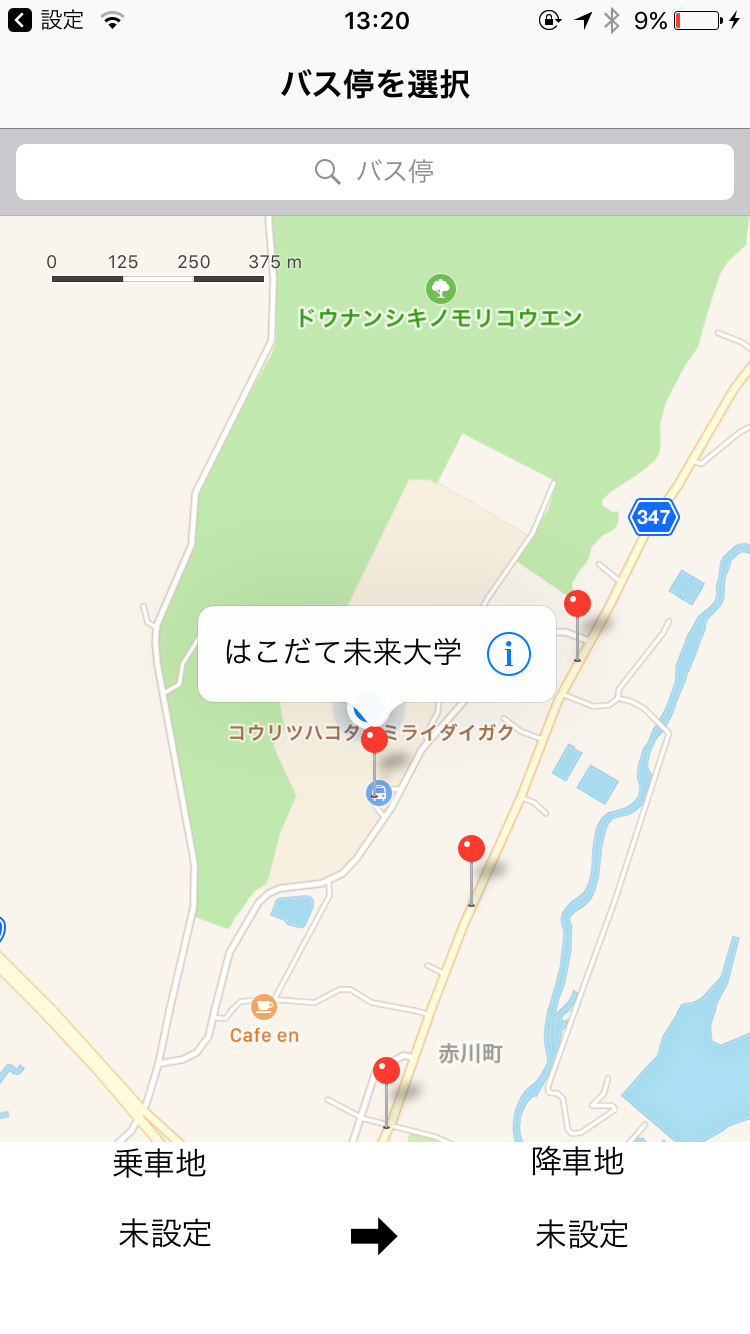 設定 13:20 9%
バス停を選択
バス停
0 125 250 375 m
ドウナンシキノモリコウエン
347
はこだて未来大学 i
コウリツハコダ ミライダイガク
Cafe en
赤川町
乗車地 降車地
未設定 未設定